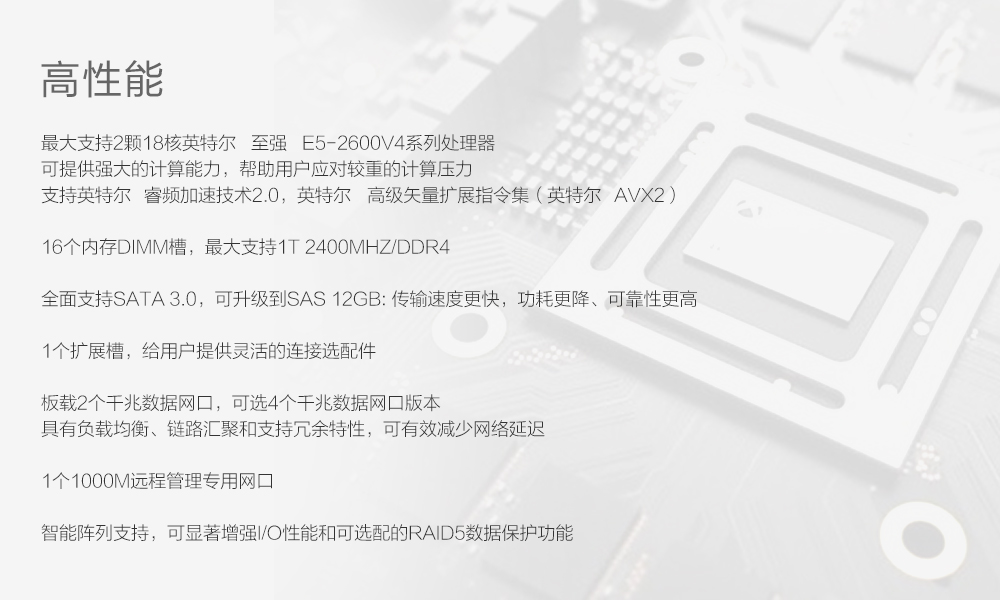 高性能
最大支持2颗18核英特尔 至强 E5-2600V4系列处理器
可提供强大的计算能力，帮助用户应对较重的计算压力
支持英特尔 睿频加速技术2.0，英特尔 高级矢量扩展指令集（英特尔 AVX2）
16个内存DIMM槽，最大支持1T 2400MHZ/DDR4
全面支持SATA 3.0，可升级到SAS 12GB: 传输速度更快，功耗更降、可靠性更高
1个扩展槽，给用户提供灵活的连接选配件
板载2个千兆数据网口，可选4个千兆数据网口版本
具有负载均衡、链路汇聚和支持冗余特性，可有效减少网络延迟
1个1000M远程管理专用网口
智能阵列支持，可显著增强I/O性能和可选配的RAID5数据保护功能